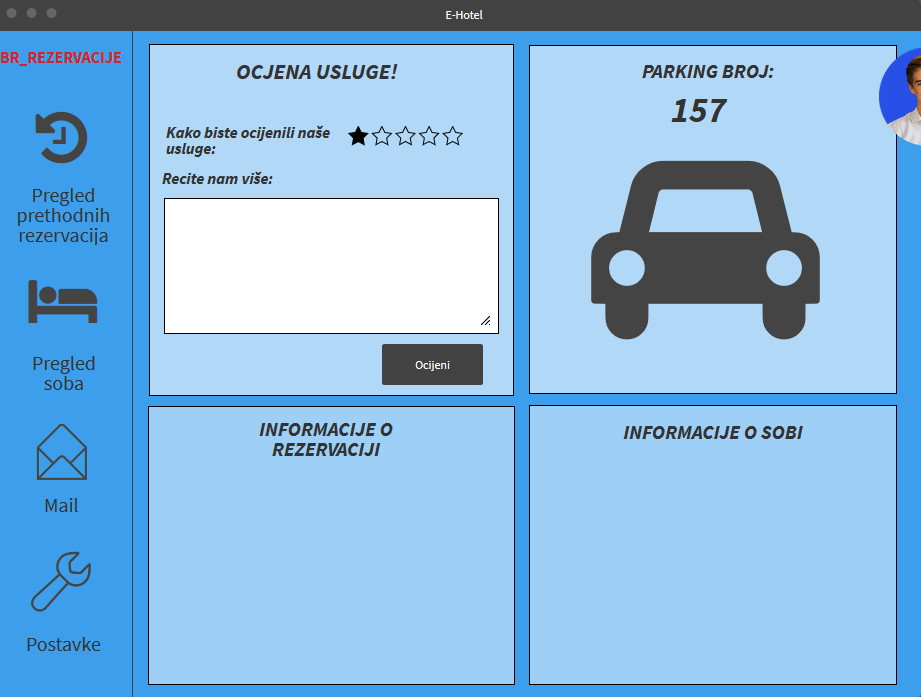 E-Hotel
BR_REZERVACIJE
Pregled
prethodnih
rezervacija
Pregled
soba
Mail
Postavke
OCJENA USLUGE!
Kako biste ocijenili naše
usluge:
Recite nam više:
Ocijeni
PARKING BROJ:
157
INFORMACIJE O
REZERVACIJI
INFORMACIJE O SOBI